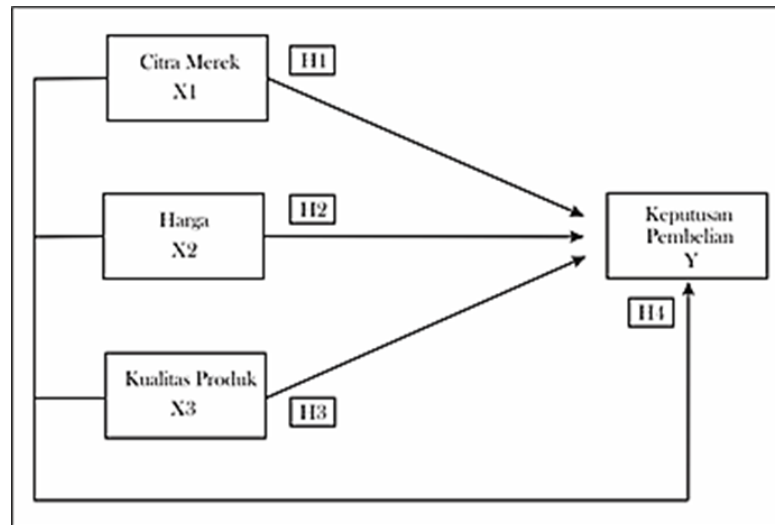 Citra Merek
X1
H1
Harga
X2
H2
Keputusan
Pembelian
Y
H4
Kualitas Produk
X3
H3